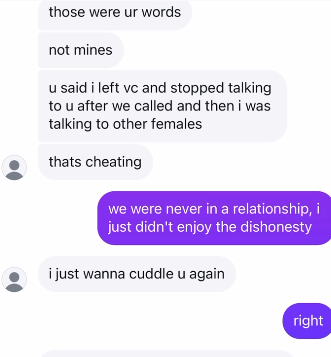 those were ur words
not mines
u said i left vc and stopped talking
to u after we called and then i was
talking to other females
thats cheating
we were never in a relationship, i
just didn't enjoy the dishonesty
i just wanna cuddle u again
right